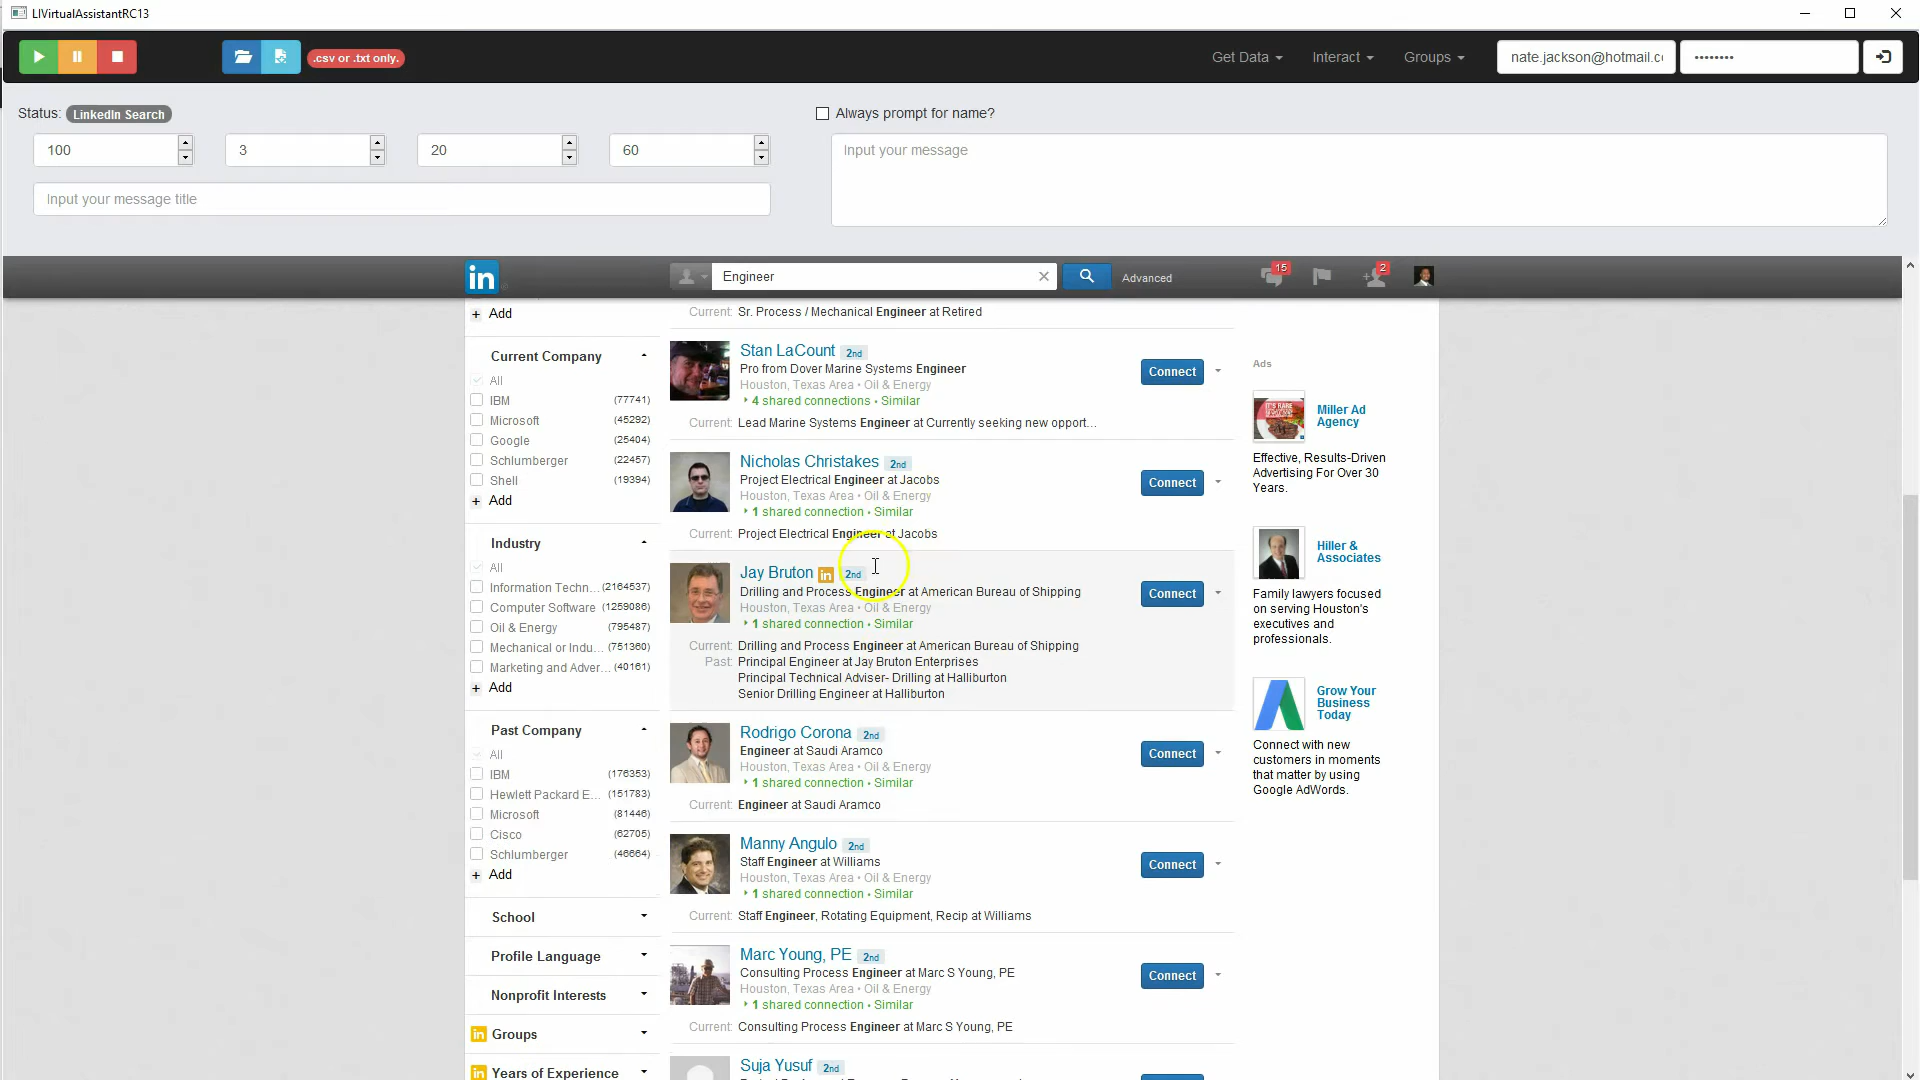 LIVirtualAssistantRC13
.csv or .txt only.
Get Data
Interact
Groups
nate.jackson@hotmail.c
••••••••
Status: LinkedIn Search
Always prompt for name?
100
3
20
60
Input your message title
Input your message
in
Engineer
Advanced
15
2
+ Add
Current Company
All
IBM (77741)
Microsoft (45292)
Google (25404)
Schlumberger (22457)
Shell (19394)
+ Add
Industry
All
Information Techn... (2164537)
Computer Software (1259086)
Oil & Energy (795487)
Mechanical or Indu... (751360)
Marketing and Adver... (40161)
+ Add
Past Company
All
IBM (176353)
Hewlett Packard E... (151783)
Microsoft (81446)
Cisco (62705)
Schlumberger (46664)
+ Add
School
Profile Language
Nonprofit Interests
in Groups
in Years of Experience
Current: Sr. Process / Mechanical Engineer at Retired
Stan LaCount 2nd
Pro from Dover Marine Systems Engineer
Houston, Texas Area • Oil & Energy
4 shared connections • Similar
Current: Lead Marine Systems Engineer at Currently seeking new opport...
Connect
Nicholas Christakes 2nd
Project Electrical Engineer at Jacobs
Houston, Texas Area • Oil & Energy
1 shared connection • Similar
Current: Project Electrical Engineer at Jacobs
Connect
Jay Bruton in 2nd
Drilling and Process Engineer at American Bureau of Shipping
Houston, Texas Area • Oil & Energy
1 shared connection • Similar
Current: Drilling and Process Engineer at American Bureau of Shipping
Past: Principal Engineer at Jay Bruton Enterprises
Principal Technical Adviser- Drilling at Halliburton
Senior Drilling Engineer at Halliburton
Connect
Rodrigo Corona 2nd
Engineer at Saudi Aramco
Houston, Texas Area • Oil & Energy
1 shared connection • Similar
Current: Engineer at Saudi Aramco
Connect
Manny Angulo 2nd
Staff Engineer at Williams
Houston, Texas Area • Oil & Energy
1 shared connection • Similar
Current: Staff Engineer, Rotating Equipment, Recip at Williams
Connect
Marc Young, PE 2nd
Consulting Process Engineer at Marc S Young, PE
Houston, Texas Area • Oil & Energy
1 shared connection • Similar
Current: Consulting Process Engineer at Marc S Young, PE
Connect
Suja Yusuf 2nd
Ads
IT'S RARE
Miller Ad
Agency
Effective, Results-Driven
Advertising For Over 30
Years.
Hiller &
Associates
Family lawyers focused
on serving Houston's
executives and
professionals.
Grow Your
Business
Today
Connect with new
customers in moments
that matter by using
Google AdWords.